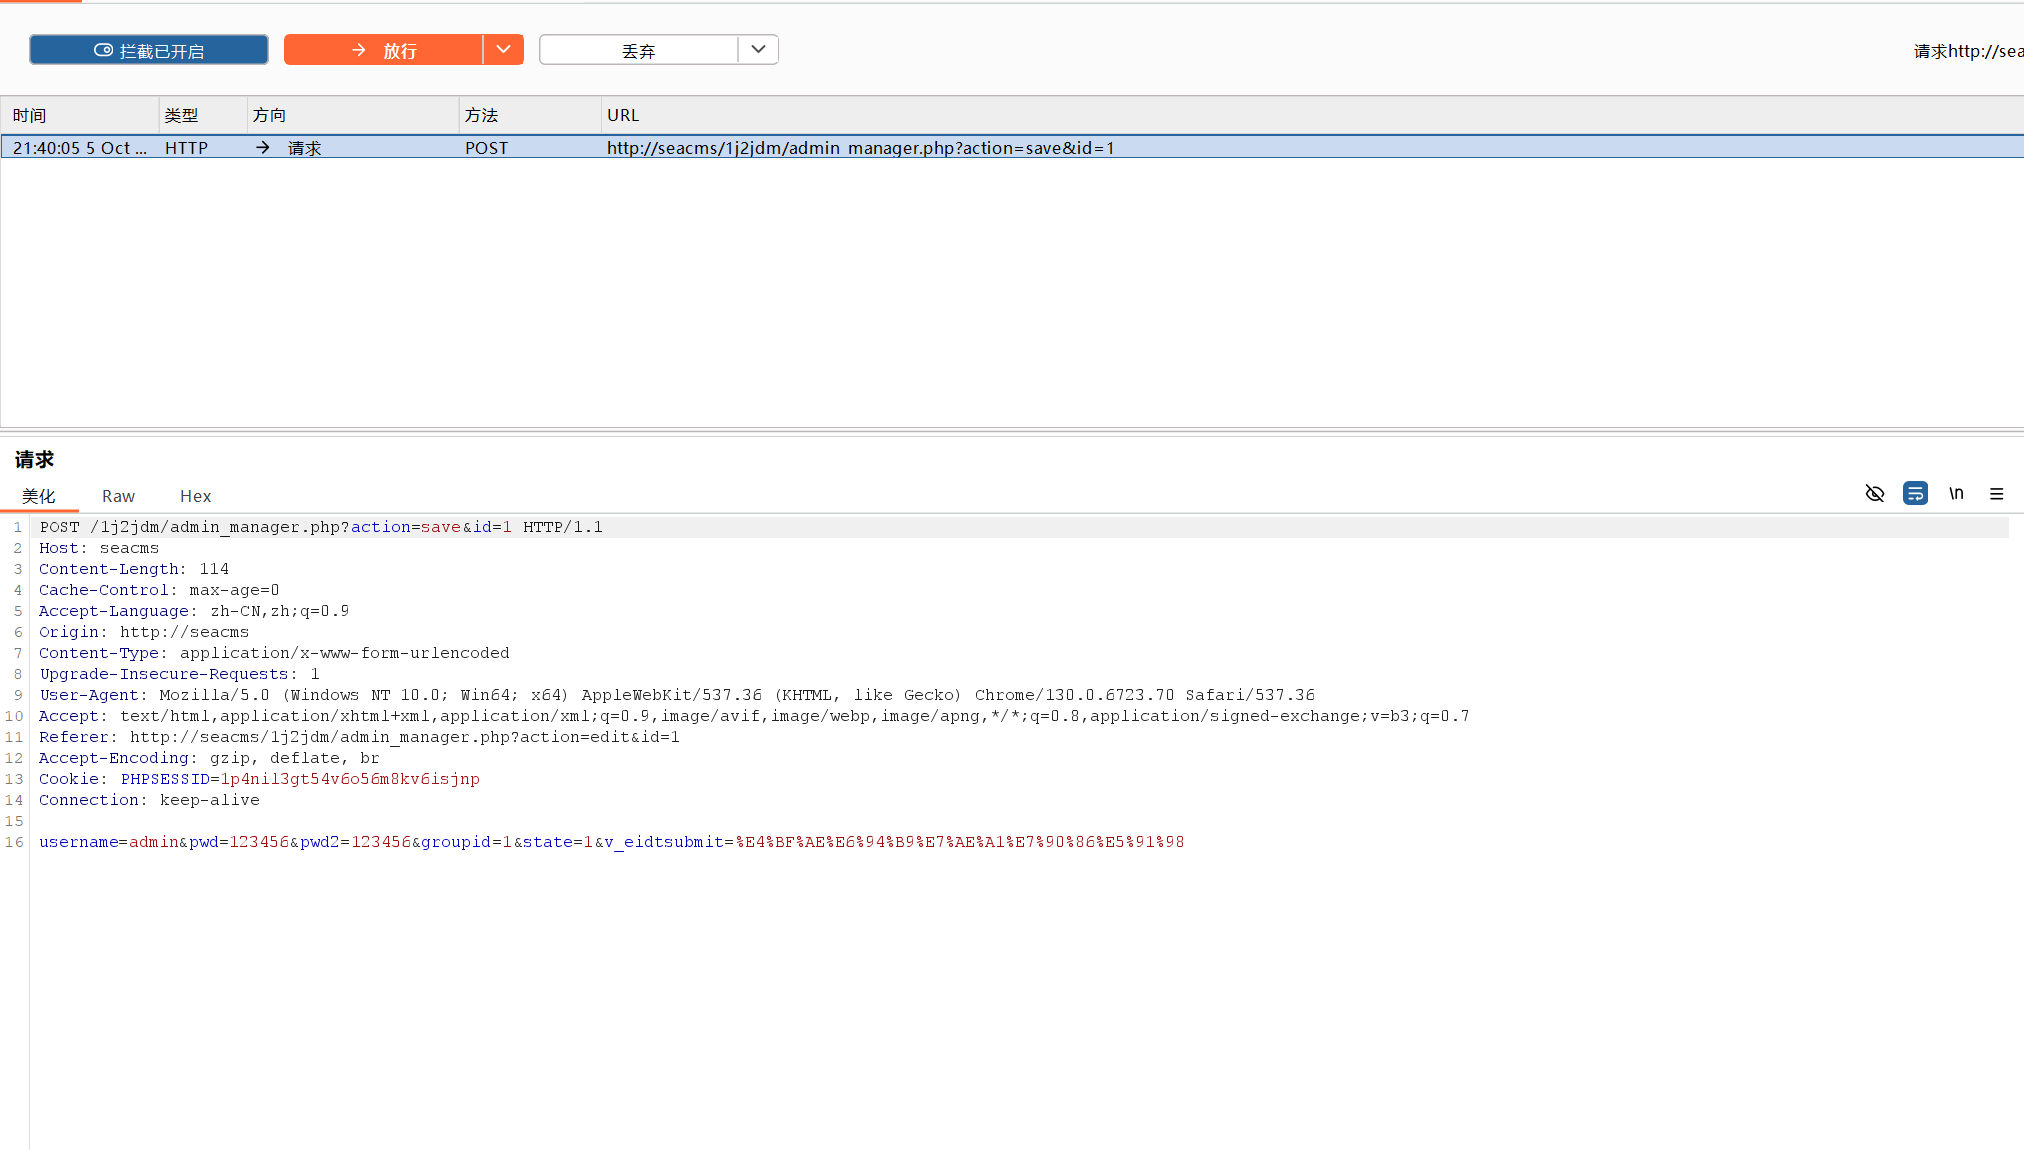 拦截已开启 放行 丢弃 请求http://sea
时间 类型 方向 方法 URL
21:40:05 5 Oct ... HTTP 请求 POST http://seacms/1j2jdm/admin_manager.php?action=save&id=1
请求
美化 Raw Hex \n
1 POST /1j2jdm/admin_manager.php?action=save&id=1 HTTP/1.1
2 Host: seacms
3 Content-Length: 114
4 Cache-Control: max-age=0
5 Accept-Language: zh-CN,zh;q=0.9
6 Origin: http://seacms
7 Content-Type: application/x-www-form-urlencoded
8 Upgrade-Insecure-Requests: 1
9 User-Agent: Mozilla/5.0 (Windows NT 10.0; Win64; x64) AppleWebKit/537.36 (KHTML, like Gecko) Chrome/130.0.6723.70 Safari/537.36
10 Accept: text/html,application/xhtml+xml,application/xml;q=0.9,image/avif,image/webp,image/apng,*/*;q=0.8,application/signed-exchange;v=b3;q=0.7
11 Referer: http://seacms/1j2jdm/admin_manager.php?action=edit&id=1
12 Accept-Encoding: gzip, deflate, br
13 Cookie: PHPSESSID=1p4nil3gt54v6o56m8kv6isjnp
14 Connection: keep-alive
15
16 username=admin&pwd=123456&pwd2=123456&groupid=1&state=1&v_eidtsubmit=%E4%BF%AE%E6%94%B9%E7%AE%A1%E7%90%86%E5%91%98